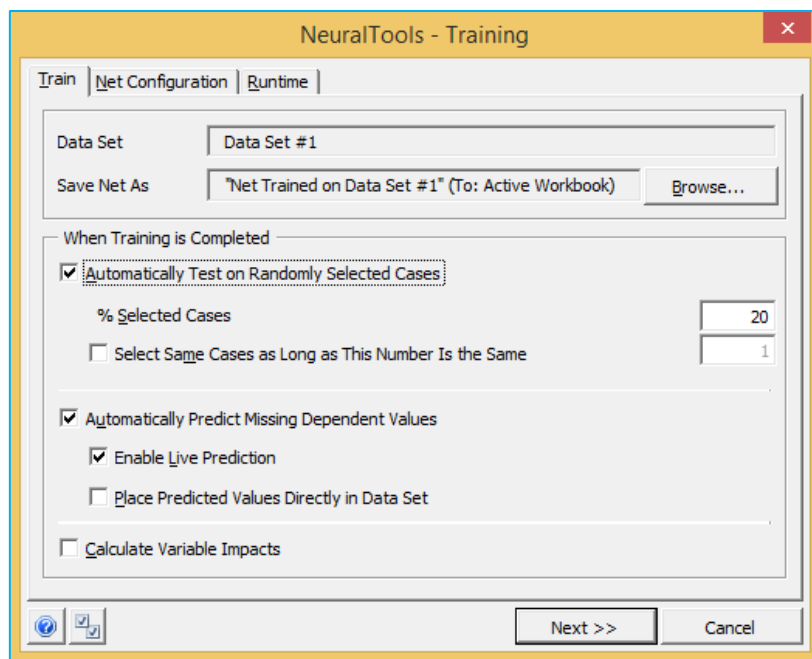 NeuralTools - Training
Train Net Configuration Runtime
Data Set Data Set #1
Save Net As "Net Trained on Data Set #1" (To: Active Workbook) Browse...
When Training is Completed
Automatically Test on Randomly Selected Cases
% Selected Cases 20
Select Same Cases as Long as This Number Is the Same 1
Automatically Predict Missing Dependent Values
Enable Live Prediction
Place Predicted Values Directly in Data Set
Calculate Variable Impacts
Next >> Cancel